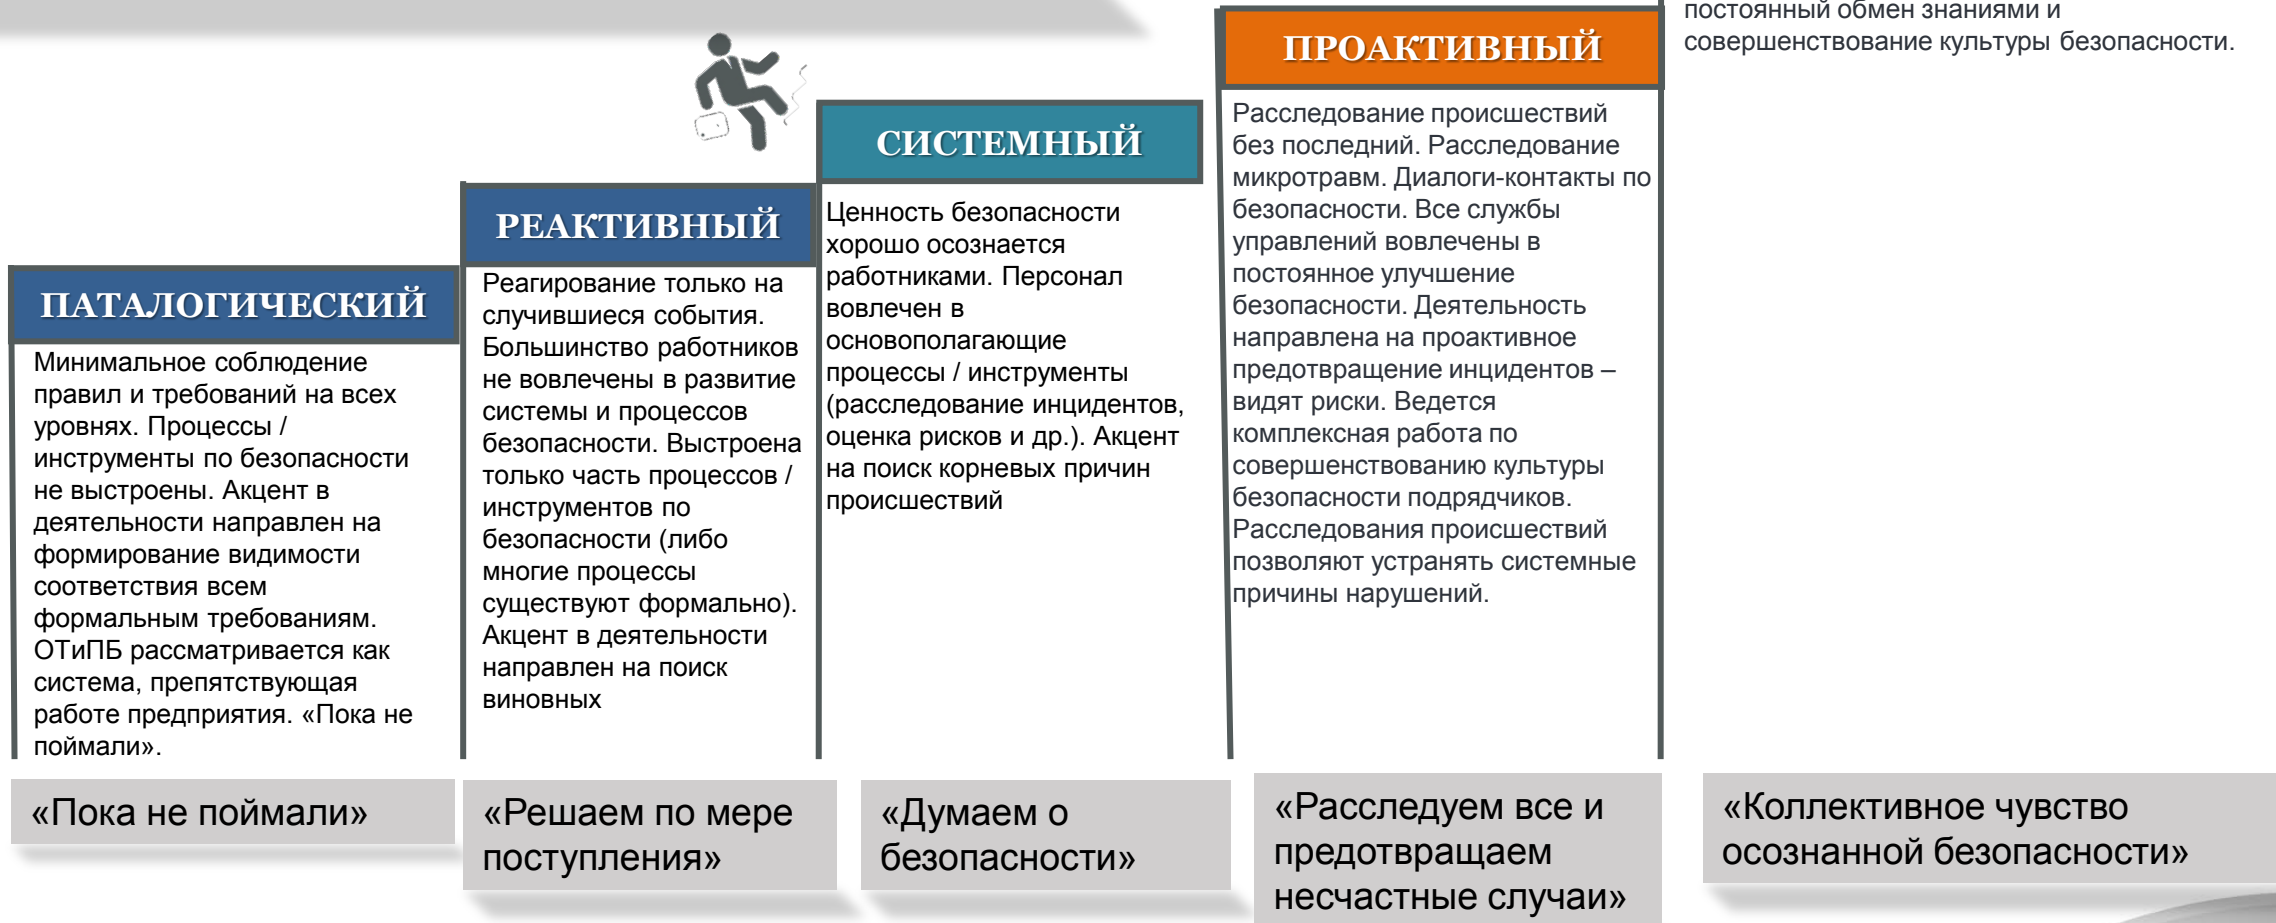 ПАТАЛОГИЧЕСКИЙ
Минимальное соблюдение
правил и требований на всех
уровнях. Процессы /
инструменты по безопасности
не выстроены. Акцент в
деятельности направлен на
формирование видимости
соответствия всем
формальным требованиям.
ОТиПБ рассматривается как
система, препятствующая
работе предприятия. «Пока не
поймали».
«Пока не поймали»
РЕАКТИВНЫЙ
Реагирование только на
случившиеся события.
Большинство работников
не вовлечены в развитие
системы и процессов
безопасности. Выстроена
только часть процессов /
инструментов по
безопасности (либо
многие процессы
существуют формально).
Акцент в деятельности
направлен на поиск
виновных
«Решаем по мере
поступления»
СИСТЕМНЫЙ
Ценность безопасности
хорошо осознается
работниками. Персонал
вовлечен в
основополагающие
процессы / инструменты
(расследование инцидентов,
оценка рисков и др.). Акцент
на поиск корневых причин
происшествий
«Думаем о
безопасности»
ПРОАКТИВНЫЙ
Расследование происшествий
без последний. Расследование
микротравм. Диалоги-контакты по
безопасности. Все службы
управлений вовлечены в
постоянное улучшение
безопасности. Деятельность
направлена на проактивное
предотвращение инцидентов –
видят риски. Ведется
комплексная работа по
совершенствованию культуры
безопасности подрядчиков.
Расследования происшествий
позволяют устранять системные
причины нарушений.
«Расследуем все и
предотвращаем
несчастные случаи»
постоянный обмен знаниями и
совершенствование культуры безопасности.
«Коллективное чувство
осознанной безопасности»